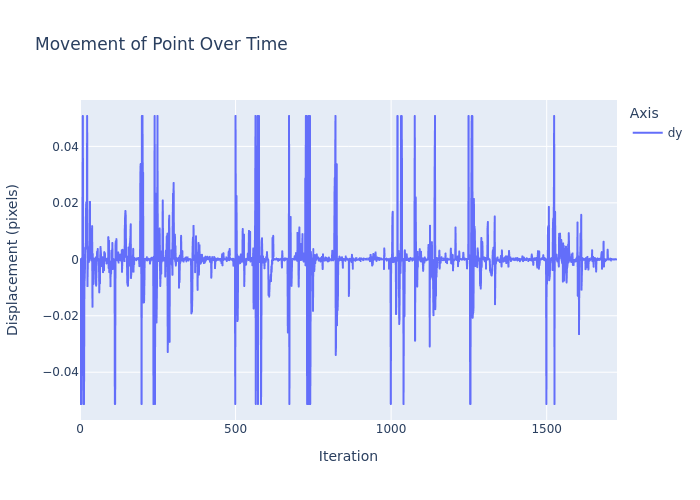 Movement of Point Over Time
Axis
dy
0.04
0.02
0
−0.02
−0.04
Displacement (pixels)
0
500
1000
1500
Iteration